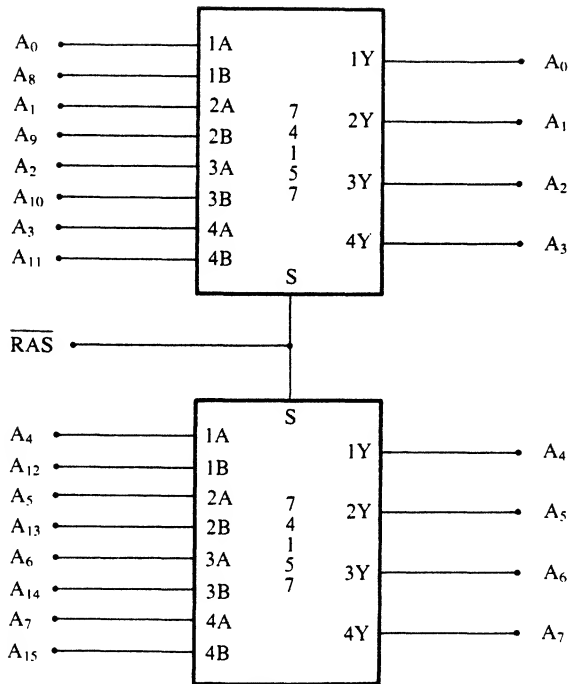 A₀ 1A 1Y A₀
A₈ 1B
A₁ 2A 2Y A₁
A₉ 2B
A₂ 3A 3Y A₂
A₁₀ 3B
A₃ 4A 4Y A₃
A₁₁ 4B
7
4
1
5
7
S
R̅A̅S̅
S
A₄ 1A 1Y A₄
A₁₂ 1B
A₅ 2A 2Y A₅
A₁₃ 2B
A₆ 3A 3Y A₆
A₁₄ 3B
A₇ 4A 4Y A₇
A₁₅ 4B
7
4
1
5
7